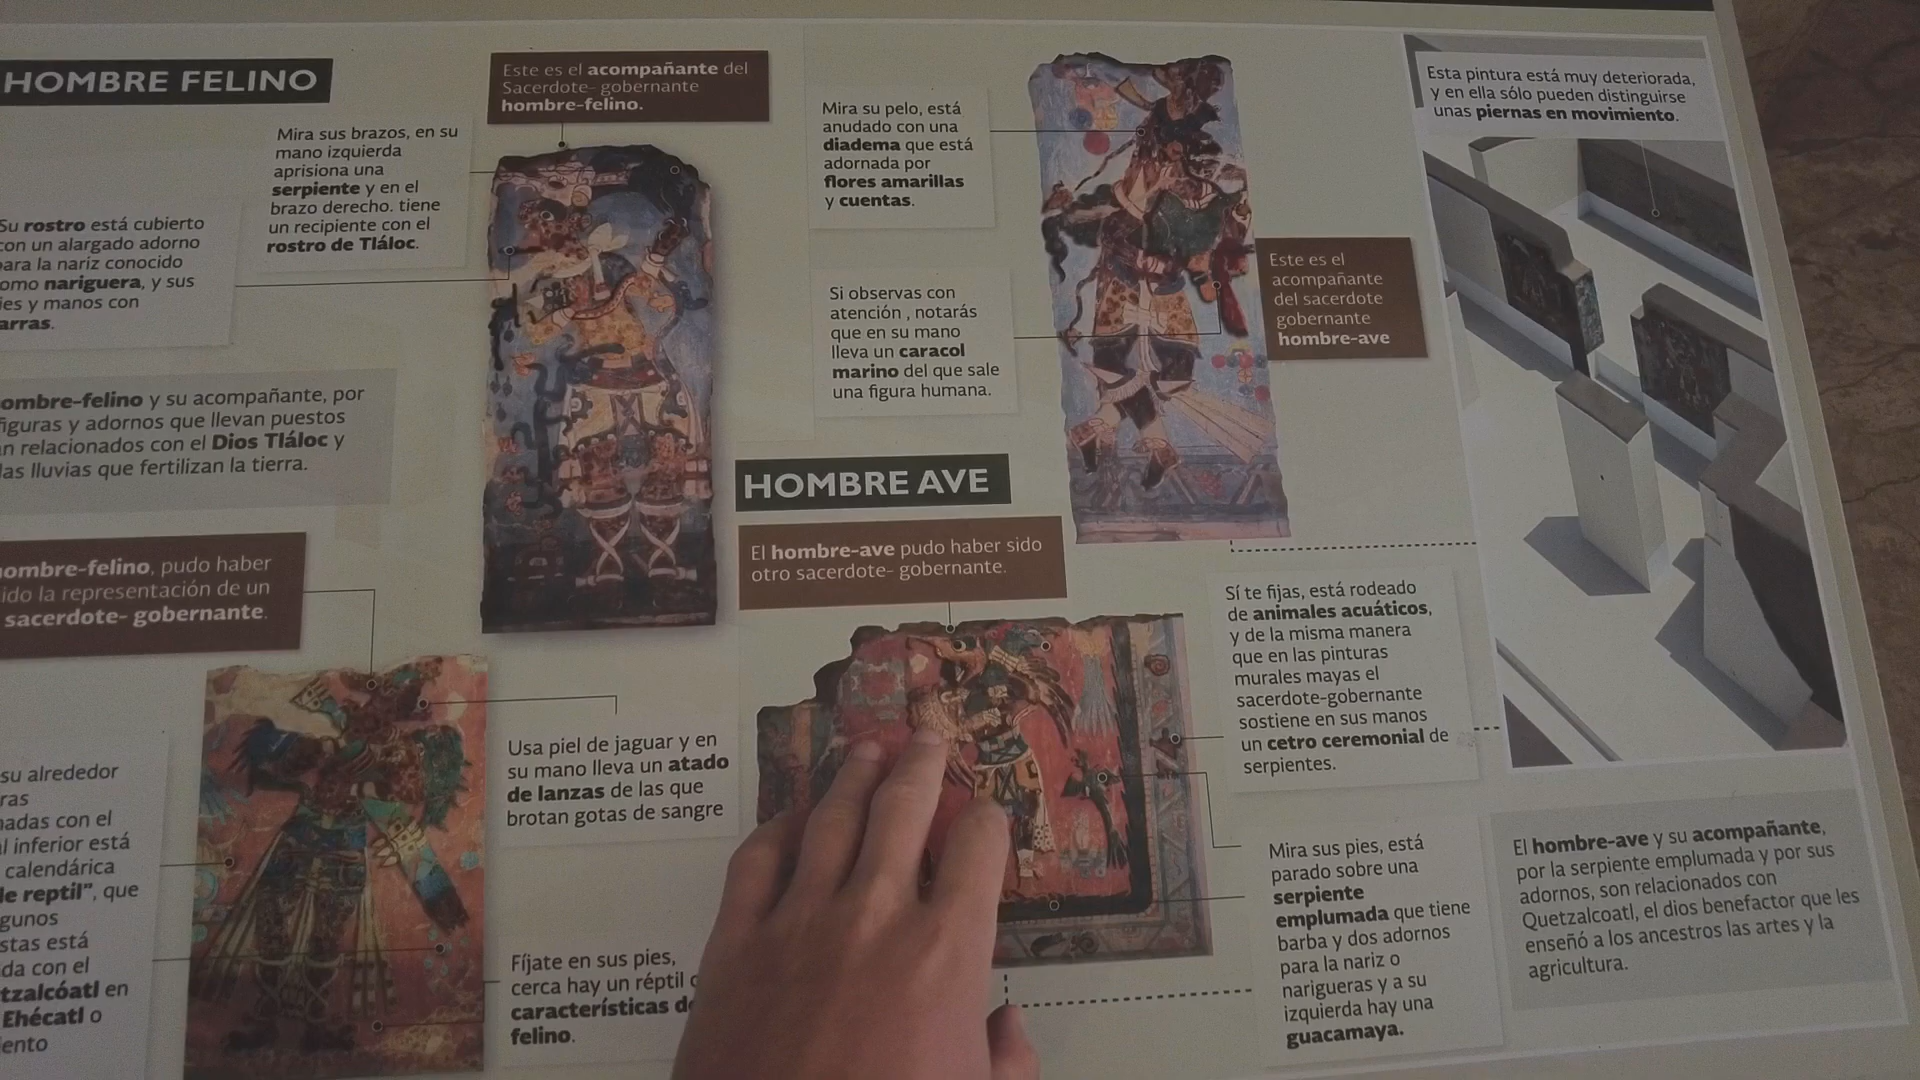 HOMBRE FELINO
Este es el acompañante del
Sacerdote- gobernante
hombre-felino.
Mira sus brazos, en su
mano izquierda
aprisiona una
serpiente y en el
brazo derecho. tiene
un recipiente con el
rostro de Tláloc.
Su rostro está cubierto
con un alargado adorno
para la nariz conocido
como nariguera, y sus
y manos con
hombre-felino y su acompañante, por
figuras y adornos que llevan puestos
relacionados con el Dios Tláloc y
las lluvias que fertilizan la tierra.
hombre-felino, pudo haber
sido la representación de un
sacerdote- gobernante.
Usa piel de jaguar y en
su mano lleva un atado
de lanzas de las que
brotan gotas de sangre
su alrededor
con el
inferior está
calendárica
reptil”, que
está
con el
en
Ehécatl o
Fíjate en sus pies,
cerca hay un réptil
características
felino.
Mira su pelo, está
anudado con una
diadema que está
adornada por
flores amarillas
y cuentas.
Si observas con
atención , notarás
que en su mano
lleva un caracol
marino del que sale
una figura humana.
Este es el
acompañante
del sacerdote
gobernante
hombre-ave
HOMBRE AVE
El hombre-ave pudo haber sido
otro sacerdote- gobernante.
Sí te fijas, está rodeado
de animales acuáticos,
y de la misma manera
que en las pinturas
murales mayas el
sacerdote-gobernante
sostiene en sus manos
un cetro ceremonial de
serpientes.
Mira sus pies, está
parado sobre una
serpiente
emplumada que tiene
barba y dos adornos
para la nariz o
narigueras y a su
izquierda hay una
guacamaya.
Esta pintura está muy deteriorada,
y en ella sólo pueden distinguirse
unas piernas en movimiento.
El hombre-ave y su acompañante,
por la serpiente emplumada y por sus
adornos, son relacionados con
Quetzalcoatl, el dios benefactor que les
enseñó a los ancestros las artes y la
agricultura.